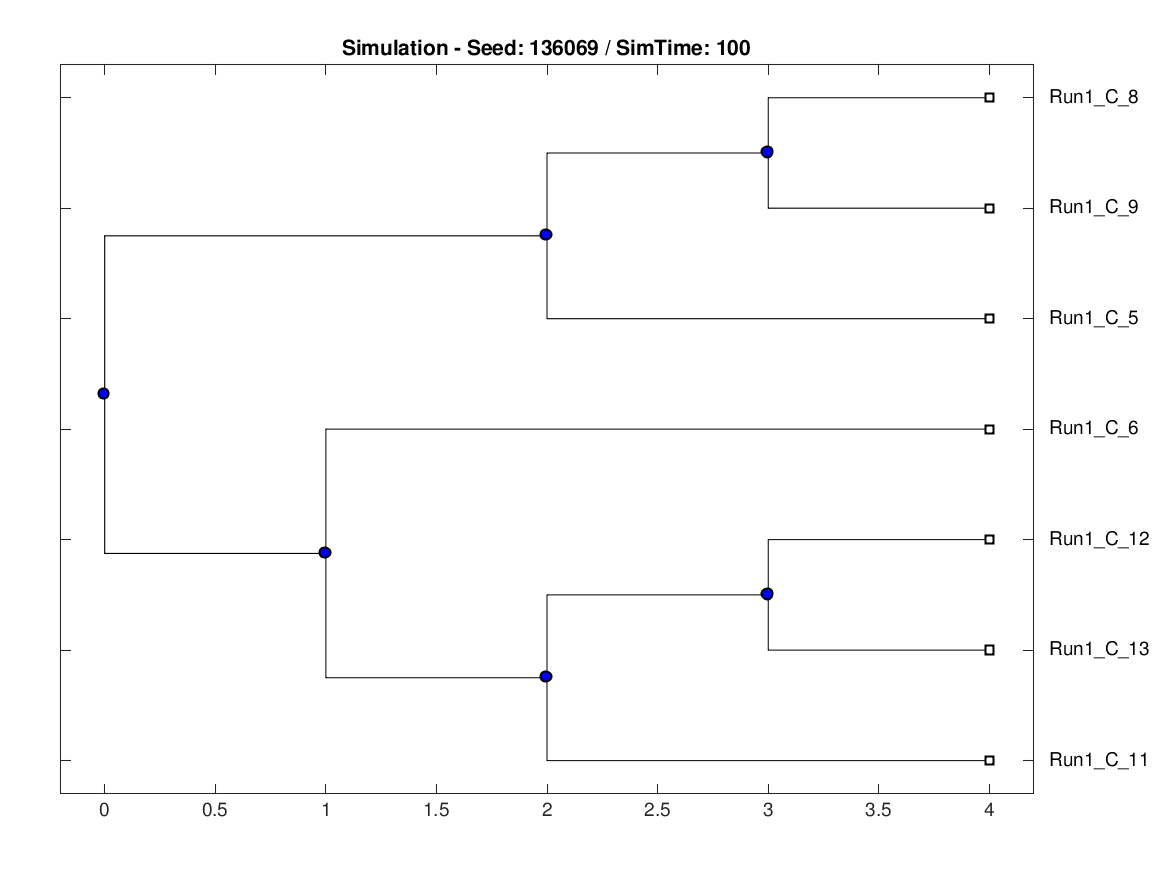 Simulation - Seed: 136069 / SimTime: 100
Run1_C_8
Run1_C_9
Run1_C_5
Run1_C_6
Run1_C_12
Run1_C_13
Run1_C_11
0 0.5 1 1.5 2 2.5 3 3.5 4